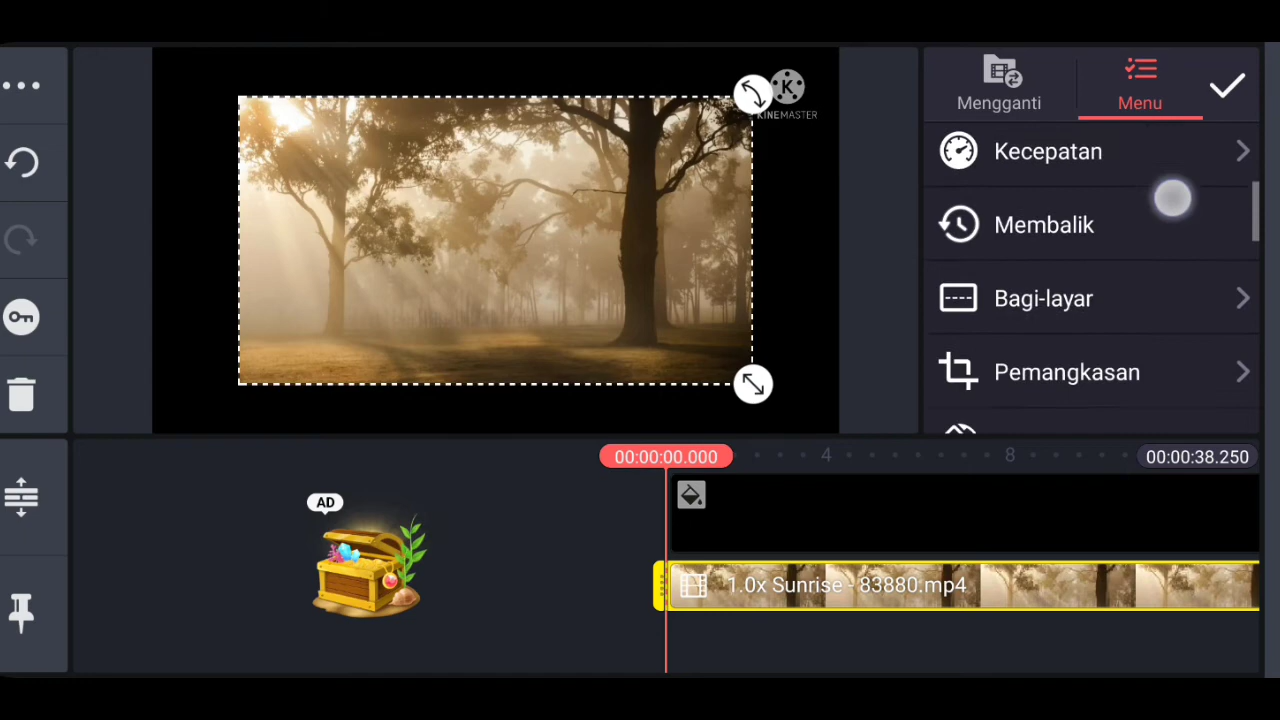 KINEMASTER
Mengganti
Menu
Kecepatan
Membalik
Bagi-layar
Pemangkasan
00:00:00.000
4
8
00:00:38.250
AD
1.0x Sunrise - 83880.mp4